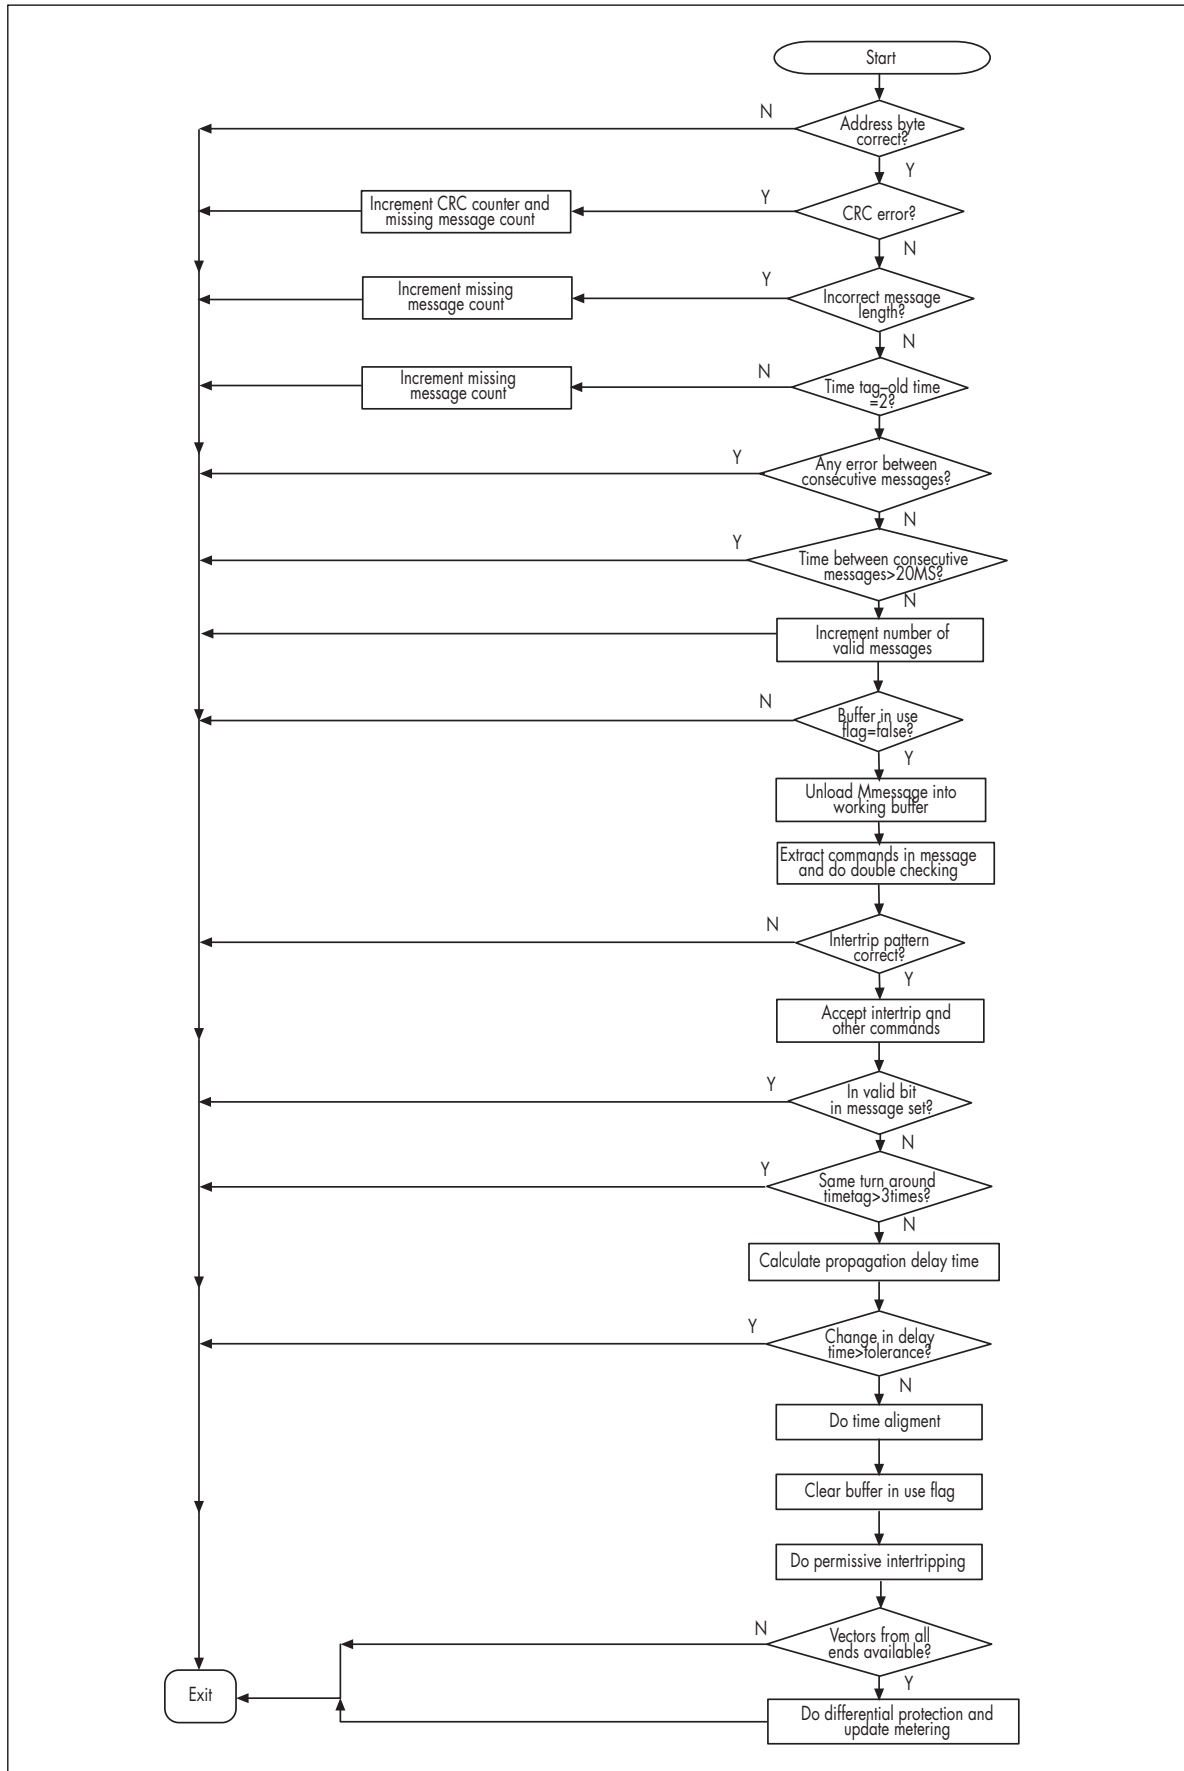 Start
N
Address byte
correct?
Y
Increment CRC counter and
missing message count
Y
CRC error?
N
Increment missing
message count
Y
Incorrect message
length?
N
Increment missing
message count
N
Time tag–old time
=2?
Y
Any error between
consecutive messages?
N
Y
Time between consecutive
messages>20MS?
N
Increment number of
valid messages
N
Buffer in use
flag=false?
Y
Unload Mmessage into
working buffer
Extract commands in message
and do double checking
N
Intertrip pattern
correct?
Y
Accept intertrip and
other commands
Y
In valid bit
in message set?
N
Y
Same turn around
timetag>3times?
N
Calculate propagation delay time
Y
Change in delay
time>tolerance?
N
Do time aligment
Clear buffer in use flag
Do permissive intertripping
N
Vectors from all
ends available?
Y
Exit
Do differential protection and
update metering